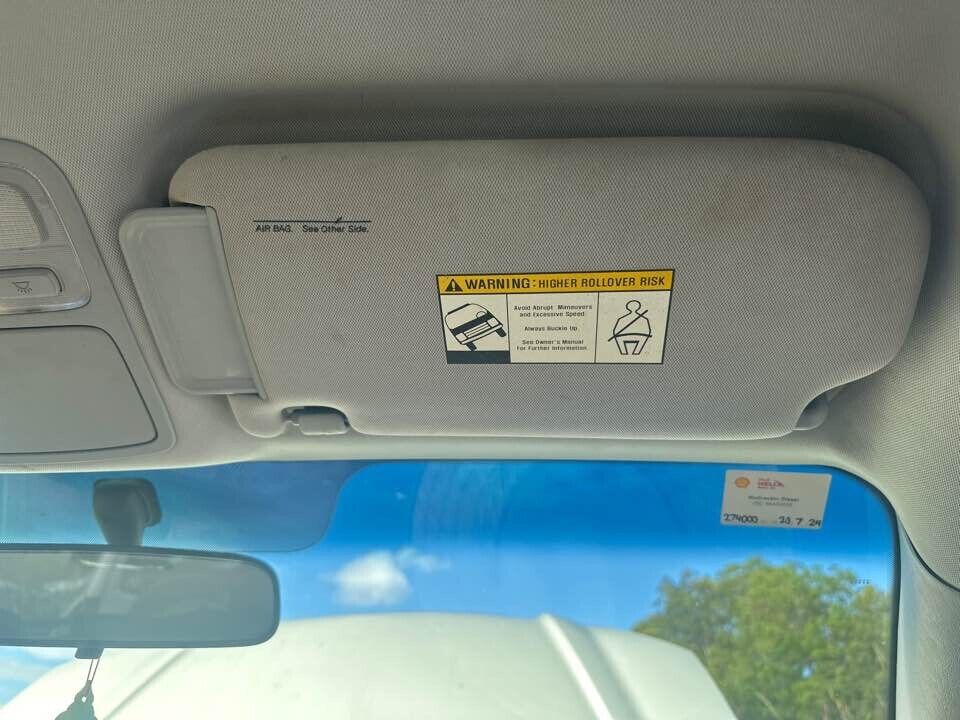 AIR BAG. See Other Side.
WARNING: HIGHER ROLLOVER RISK
Avoid Abrupt Maneuvers
and Excessive Speed.
Always Buckle Up.
See Owner's Manual
For Further Information.
HELLA
274000
23 7 24